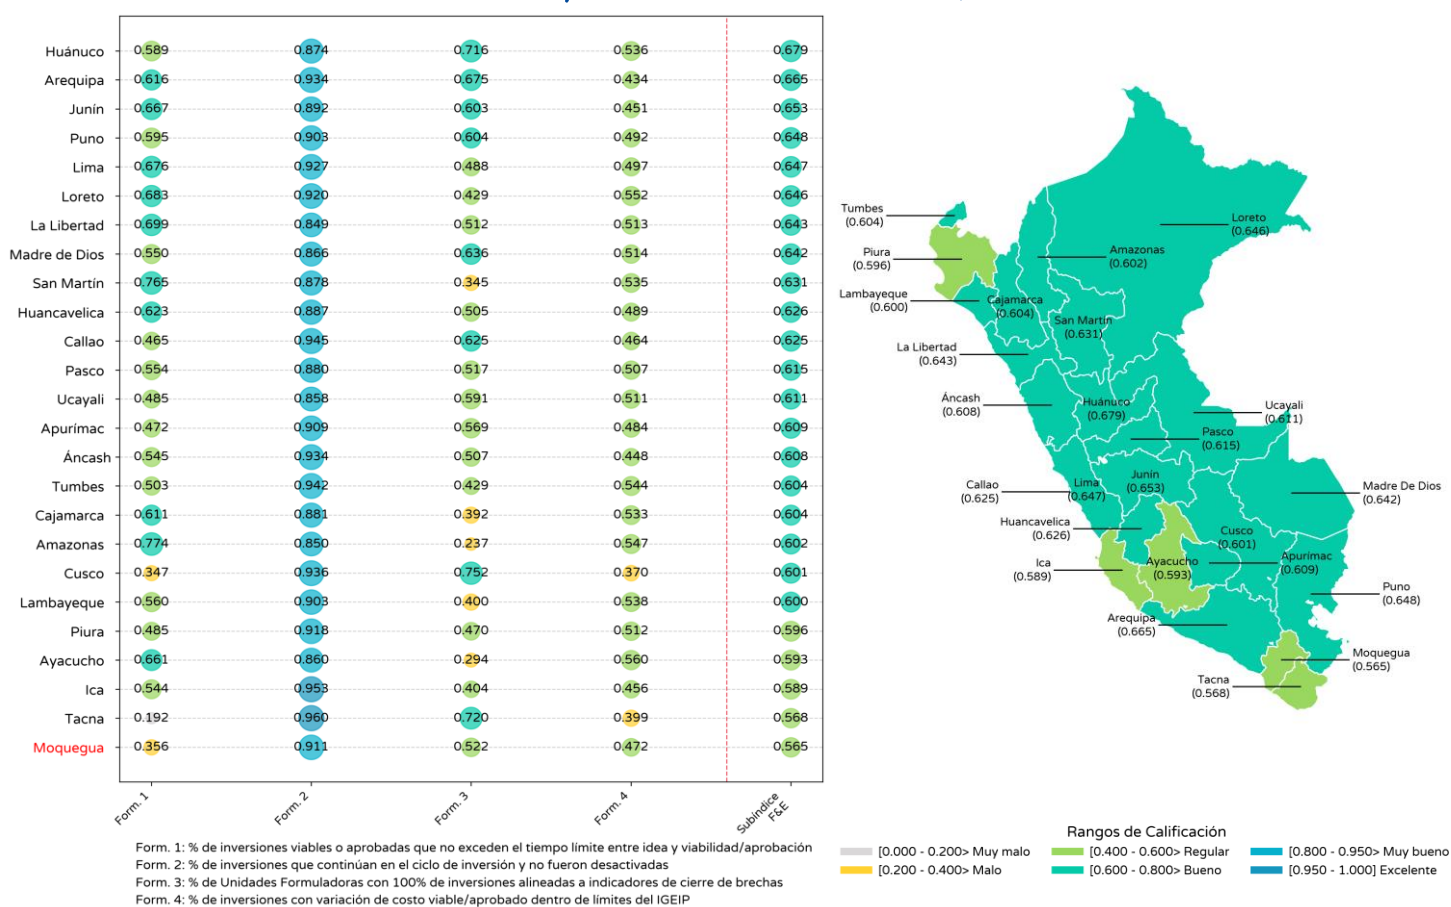 Huánuco 0.589 0.874 0.716 0.536 0.679
Arequipa 0.616 0.934 0.675 0.434 0.665
Junín 0.667 0.892 0.603 0.451 0.653
Puno 0.595 0.903 0.604 0.492 0.648
Lima 0.676 0.927 0.488 0.497 0.647
Loreto 0.683 0.920 0.429 0.552 0.646
La Libertad 0.699 0.849 0.512 0.513 0.643
Madre de Dios 0.550 0.866 0.636 0.514 0.642
San Martín 0.765 0.878 0.345 0.535 0.631
Huancavelica 0.623 0.887 0.505 0.489 0.626
Callao 0.465 0.945 0.625 0.464 0.625
Pasco 0.554 0.880 0.517 0.507 0.615
Ucayali 0.485 0.858 0.591 0.511 0.611
Apurímac 0.472 0.909 0.569 0.484 0.609
Áncash 0.545 0.934 0.507 0.448 0.608
Tumbes 0.503 0.942 0.429 0.544 0.604
Cajamarca 0.611 0.881 0.392 0.533 0.604
Amazonas 0.774 0.850 0.237 0.547 0.602
Cusco 0.347 0.936 0.752 0.370 0.601
Lambayeque 0.560 0.903 0.400 0.538 0.600
Piura 0.485 0.918 0.470 0.512 0.596
Ayacucho 0.661 0.860 0.294 0.560 0.593
Ica 0.544 0.953 0.404 0.456 0.589
Tacna 0.192 0.960 0.720 0.399 0.568
Moquegua 0.356 0.911 0.522 0.472 0.565
Form. 1 Form. 2 Form. 3 Form. 4 Subíndice
F&E
Form. 1: % de inversiones viables o aprobadas que no exceden el tiempo límite entre idea y viabilidad/aprobación
Form. 2: % de inversiones que continúan en el ciclo de inversión y no fueron desactivadas
Form. 3: % de Unidades Formuladoras con 100% de inversiones alineadas a indicadores de cierre de brechas
Form. 4: % de inversiones con variación de costo viable/aprobado dentro de límites del IGEIP
Tumbes
(0.604)
Loreto
(0.646)
Piura
(0.596)
Amazonas
(0.602)
Lambayeque
(0.600)
Cajamarca
(0.604)
San Martín
(0.631)
La Libertad
(0.643)
Áncash
(0.608)
Huánuco
(0.679)
Ucayali
(0.611)
Pasco
(0.615)
Callao
(0.625)
Lima
(0.647)
Junín
(0.653)
Madre De Dios
(0.642)
Huancavelica
(0.626)
Cusco
(0.601)
Ica
(0.589)
Ayacucho
(0.593)
Apurímac
(0.609)
Puno
(0.648)
Arequipa
(0.665)
Moquegua
(0.565)
Tacna
(0.568)
Rangos de Calificación
[0.000 - 0.200> Muy malo [0.400 - 0.600> Regular [0.800 - 0.950> Muy bueno
[0.200 - 0.400> Malo [0.600 - 0.800> Bueno [0.950 - 1.000] Excelente